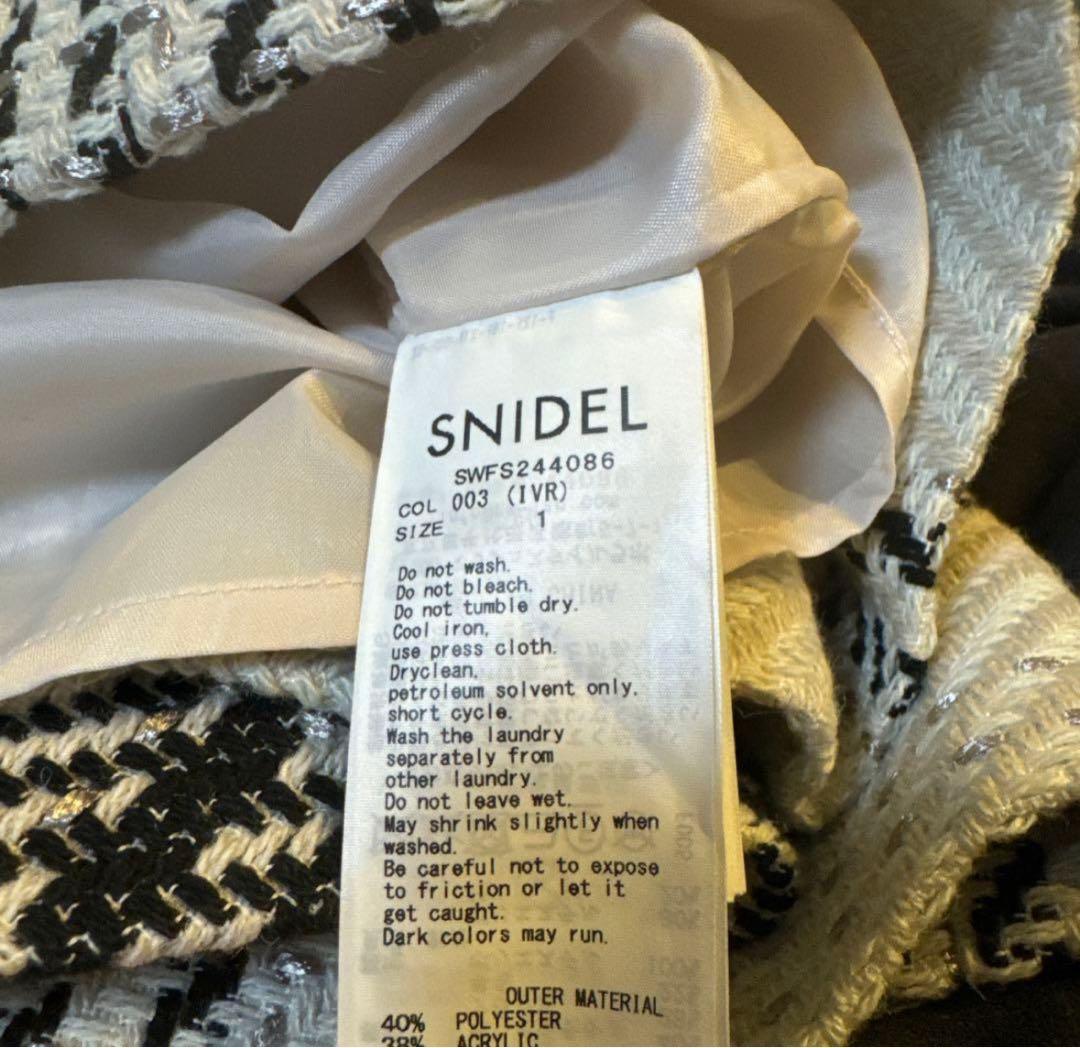 SNIDEL
SWFS244086
COL 003 (IVR)
SIZE 1
Do not wash.
Do not bleach.
Do not tumble dry.
Cool iron,
use press cloth.
Dryclean,
petroleum solvent only.
short cycle.
Wash the laundry
separately from
other laundry.
Do not leave wet.
May shrink slightly when
washed.
Be careful not to expose
to friction or let it
get caught.
Dark colors may run.
OUTER MATERIAL
40% POLYESTER
ACRYLIC